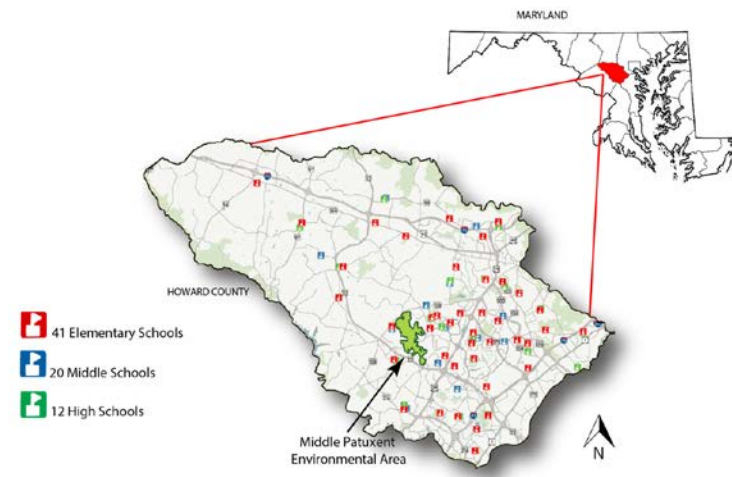 MARYLAND
HOWARD COUNTY
41 Elementary Schools
20 Middle Schools
12 High Schools
Middle Patuxent
Environmental Area
N